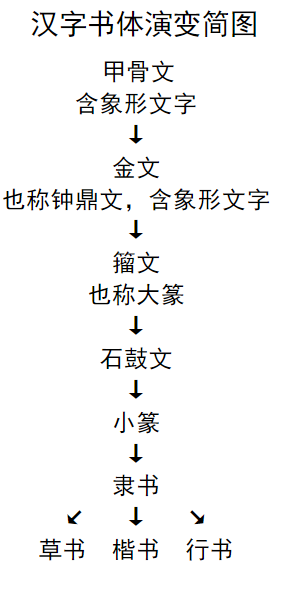 汉字书体演变简图
甲骨文
含象形文字
↓
金文
也称钟鼎文，含象形文字
↓
籀文
也称大篆
↓
石鼓文
↓
小篆
↓
隶书
↙ ↓ ↘
草书 楷书 行书